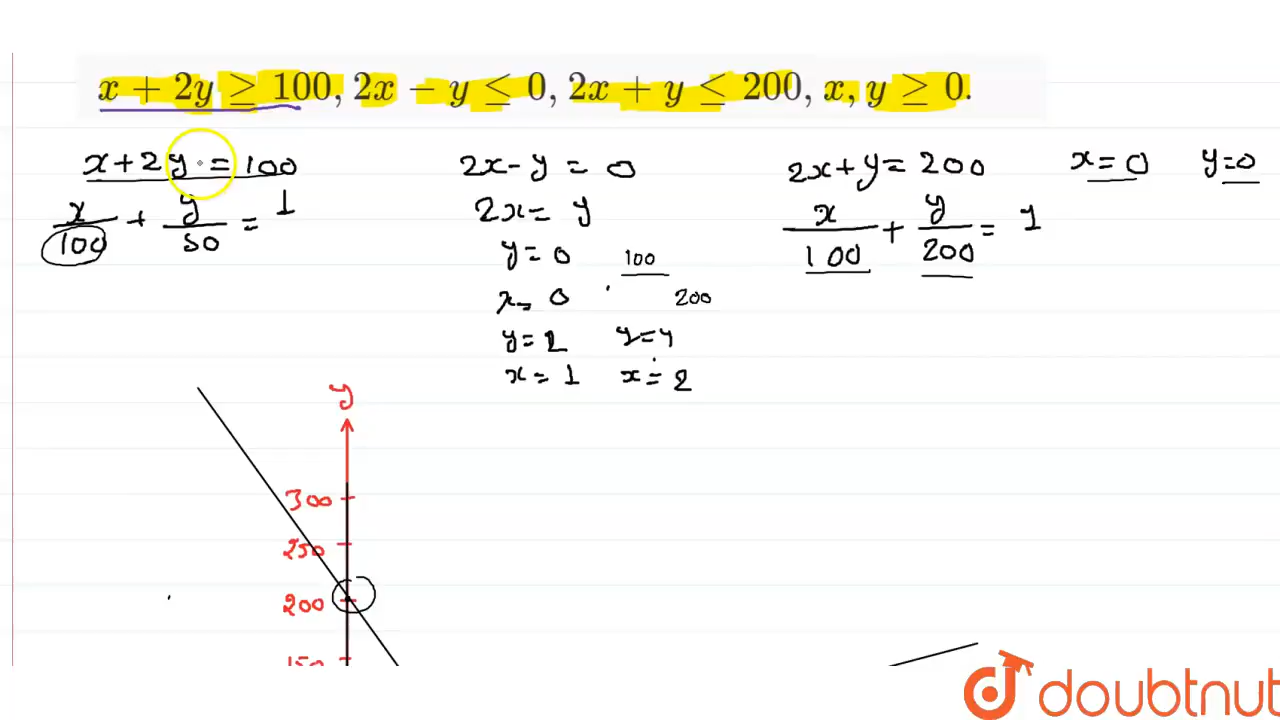 x + 2y ≥ 100, 2x − y ≤ 0, 2x + y ≤ 200, x, y ≥ 0.
x+2y = 100 2x-y = 0 2x+y = 200 x=0 y=0
x/100 + y/50 = 1 2x = y x/100 + y/200 = 1
y = 0 100
x = 0 200
y = 2 y=4
x = 1 x = 2
y
300
250
200
150
doubtnut